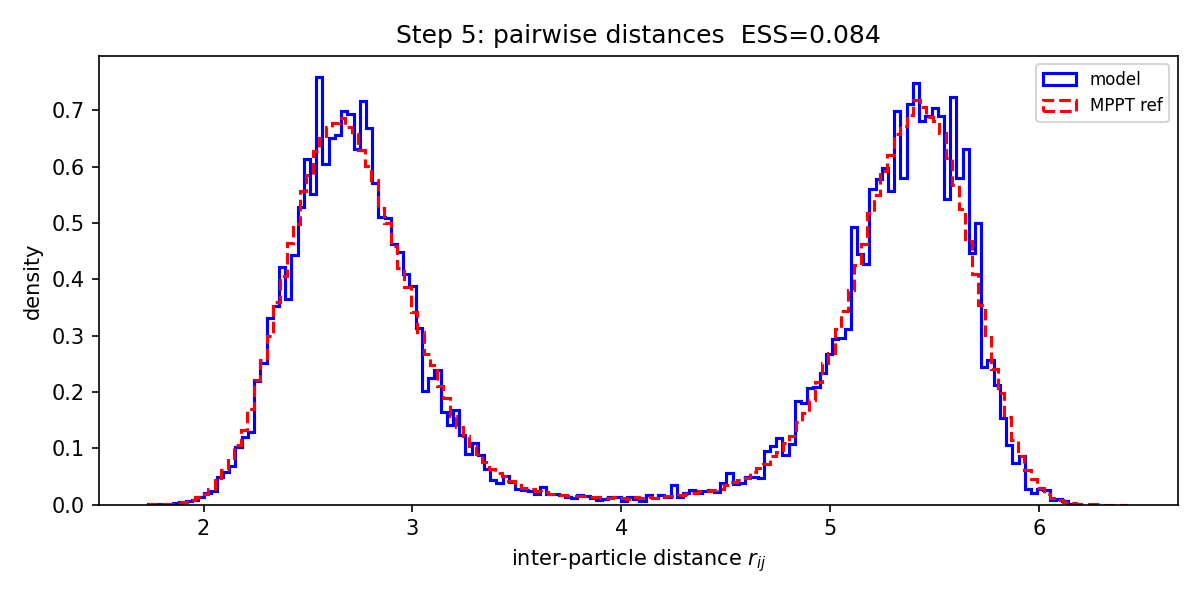 Step 5: pairwise distances  ESS=0.084
model
MPPT ref
density
0.7
0.6
0.5
0.4
0.3
0.2
0.1
0.0
2 3 4 5 6
inter-particle distance r_ij